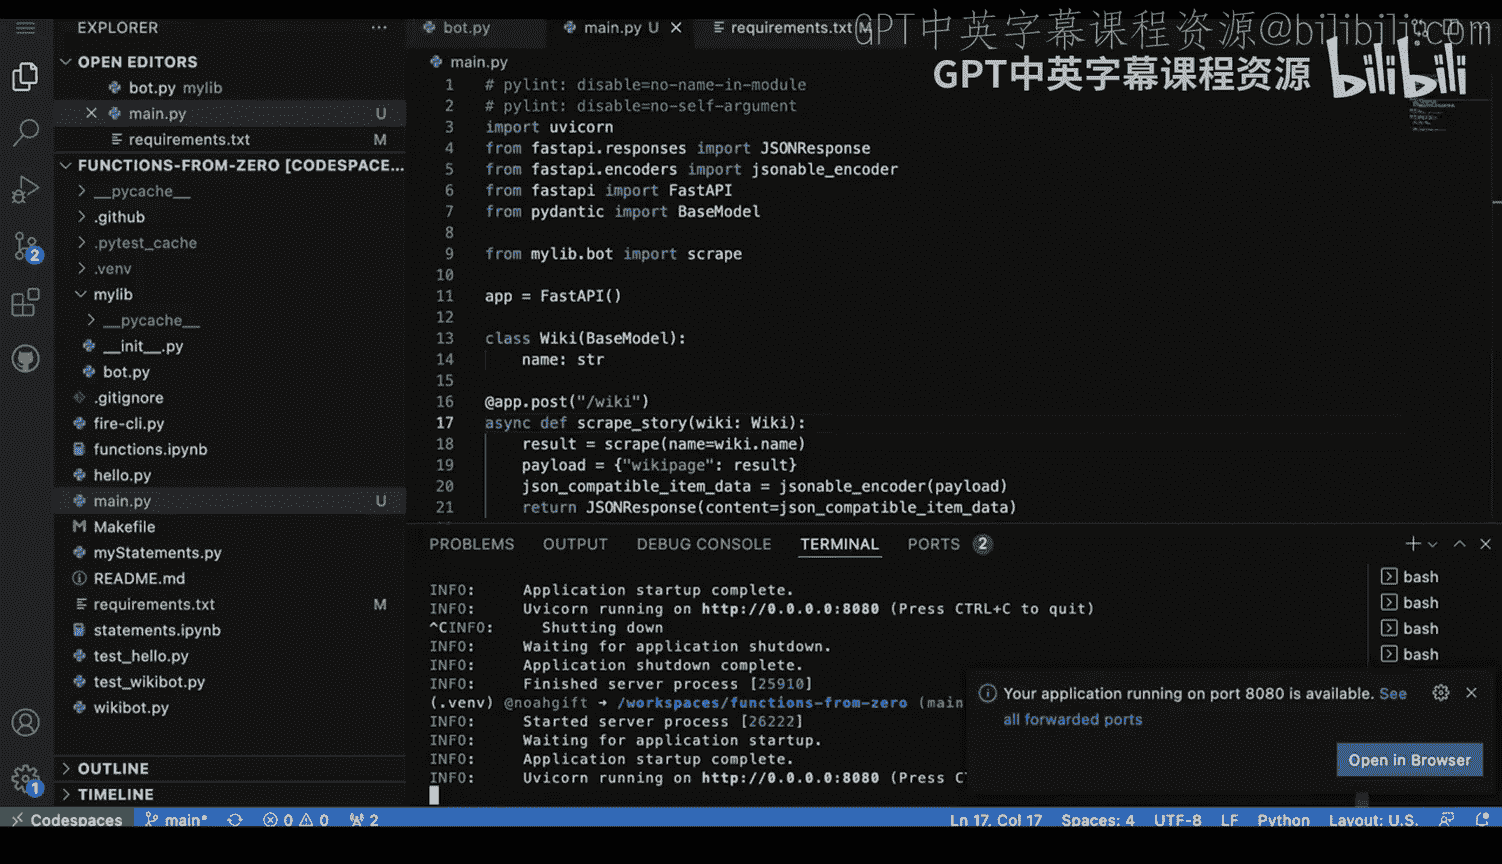 EXPLORER
bot.py
main.py U
requirements.txt M
GPT中英字幕课程资源@bilibili.com
GPT中英字幕课程资源 bilibili
OPEN EDITORS
bot.py mylib
main.py U
requirements.txt M
FUNCTIONS-FROM-ZERO [CODESPACE...
__pycache__
.github
.pytest_cache
.venv
mylib
__pycache__
__init__.py
bot.py
.gitignore
fire-cli.py
functions.ipynb
hello.py
main.py U
Makefile
myStatements.py
README.md
requirements.txt M
statements.ipynb
test_hello.py
test_wikibot.py
wikibot.py
OUTLINE
TIMELINE
2
1
main.py
1 # pylint: disable=no-name-in-module
2 # pylint: disable=no-self-argument
3 import uvicorn
4 from fastapi.responses import JSONResponse
5 from fastapi.encoders import jsonable_encoder
6 from fastapi import FastAPI
7 from pydantic import BaseModel
8
9 from mylib.bot import scrape
10
11 app = FastAPI()
12
13 class Wiki(BaseModel):
14 name: str
15
16 @app.post("/wiki")
17 async def scrape_story(wiki: Wiki):
18 result = scrape(name=wiki.name)
19 payload = {"wikipage": result}
20 json_compatible_item_data = jsonable_encoder(payload)
21 return JSONResponse(content=json_compatible_item_data)
PROBLEMS OUTPUT DEBUG CONSOLE TERMINAL PORTS 2
INFO: Application startup complete.
INFO: Uvicorn running on http://0.0.0.0:8080 (Press CTRL+C to quit)
^CINFO: Shutting down
INFO: Waiting for application shutdown.
INFO: Application shutdown complete.
INFO: Finished server process [25910]
(.venv) @noahgift ➜ /workspaces/functions-from-zero (main
INFO: Started server process [26222]
INFO: Waiting for application startup.
INFO: Application startup complete.
INFO: Uvicorn running on http://0.0.0.0:8080 (Press CT
bash
bash
bash
bash
Your application running on port 8080 is available. See
all forwarded ports
Open in Browser
Codespaces main* 0 0 2 Ln 17, Col 17 Spaces: 4 UTF-8 LF Python Layout: U.S.